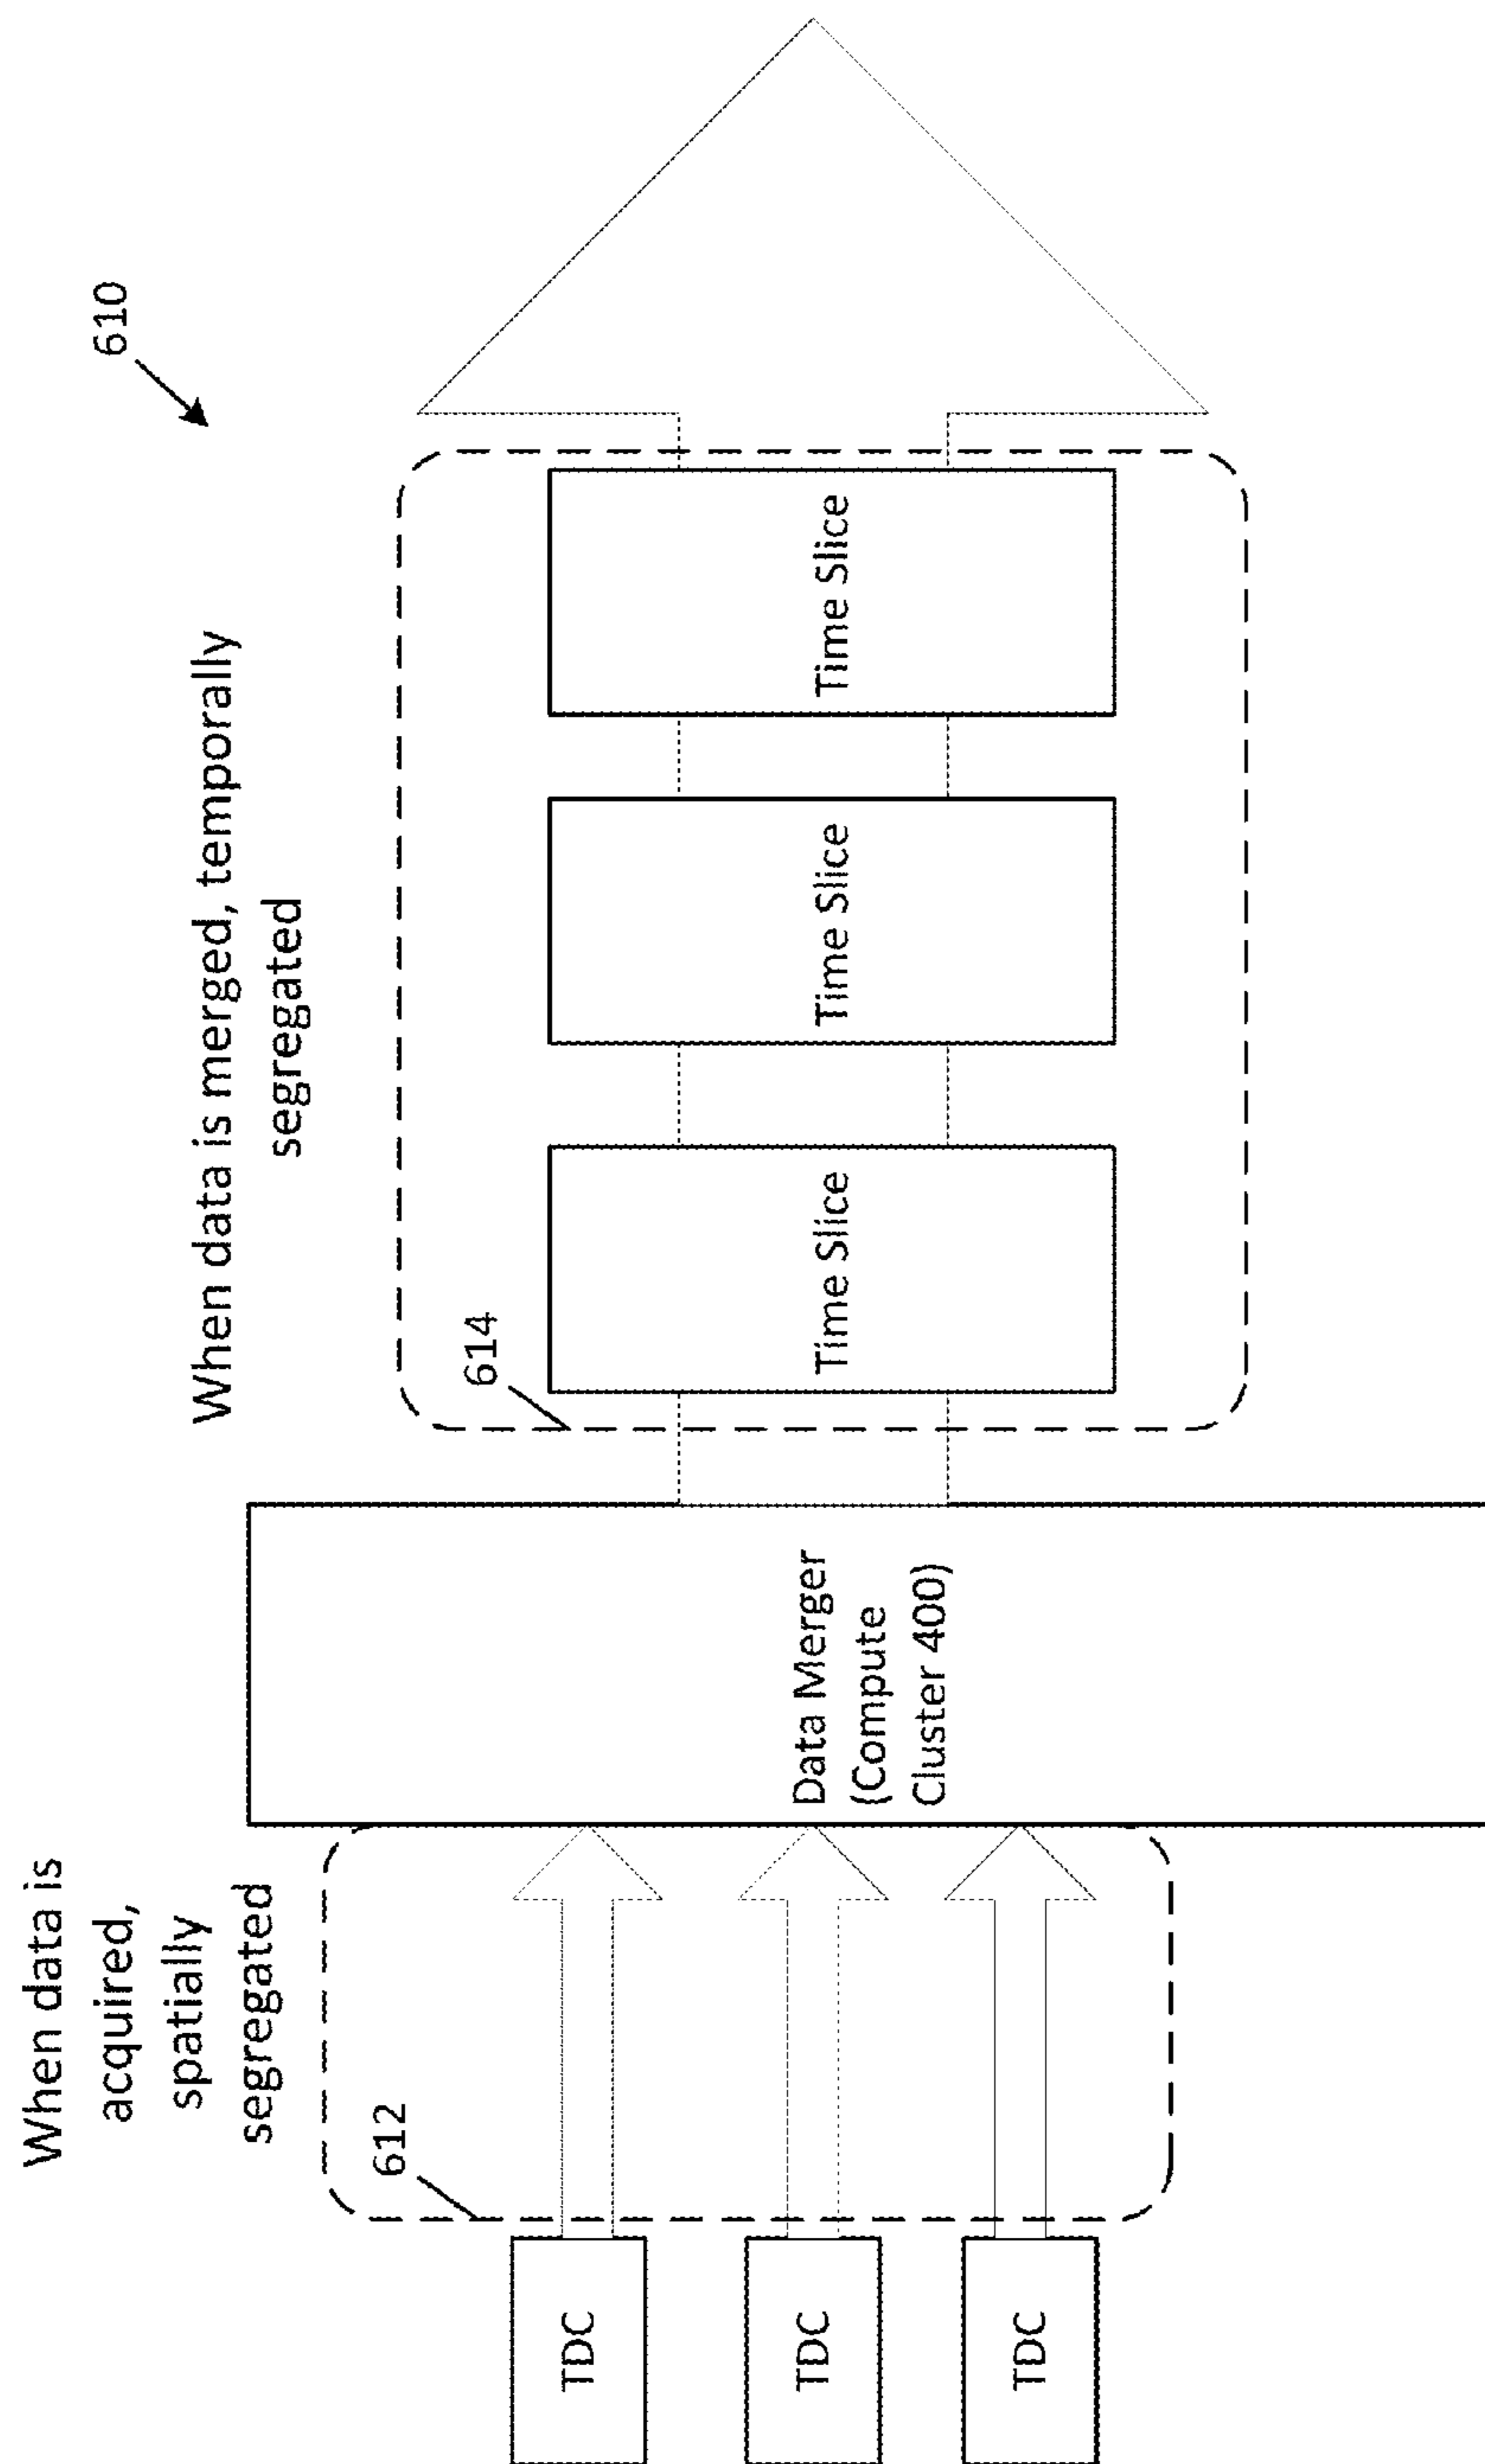 610
When data is
acquired,
spatially
segregated
When data is merged, temporally
segregated
612
614
TDC
TDC
TDC
Data Merger
(Compute
Cluster 400)
Time Slice
Time Slice
Time Slice